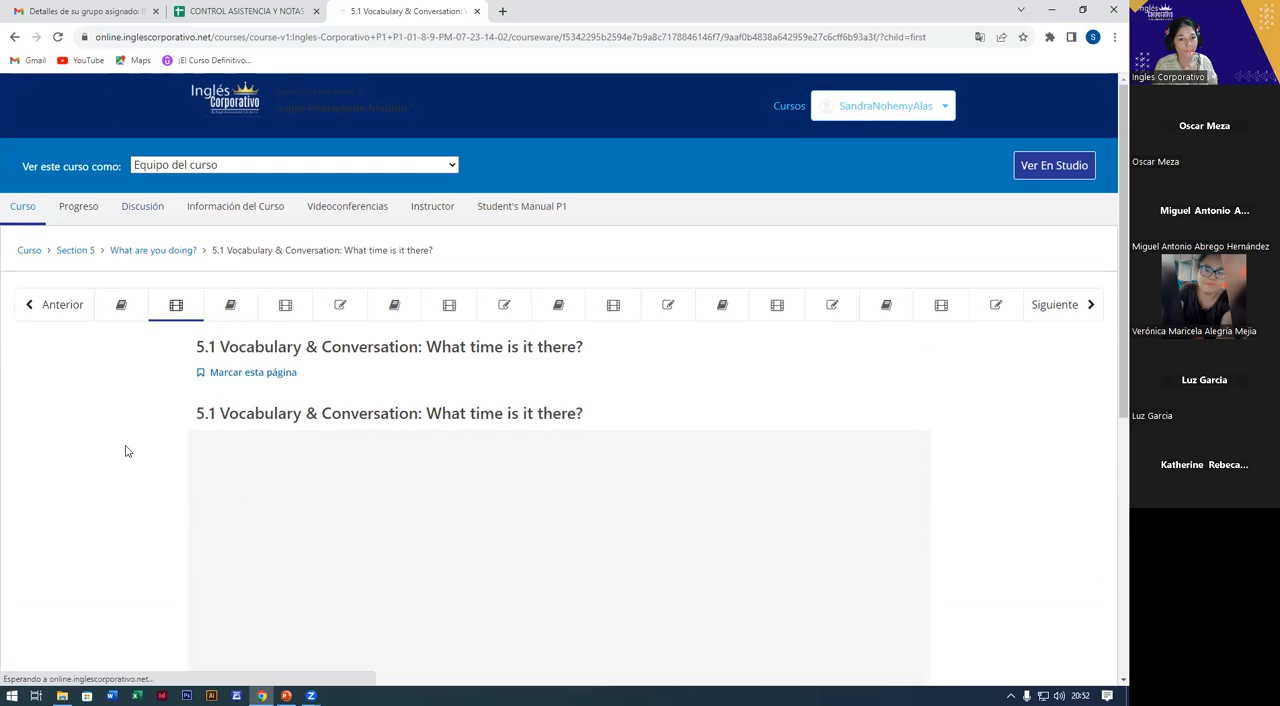 Detalles de su grupo asignado: I
CONTROL ASISTENCIA Y NOTAS
5.1 Vocabulary & Conversation:
online.inglescorporativo.net/courses/course-v1:Ingles-Corporativo+P1+P1-01-8-9-PM-07-23-14-02/courseware/f5342295b2594e7b9a8c7178846146f7/9aaf0b4838a642959e27c6cff6b93a3f/?child=first
S
Gmail
YouTube
Maps
¡El Curso Definitivo...
Inglés Corporativo
Inglés Principiante Módulo
Cursos
SandraNohemyAlas
Ver este curso como:
Equipo del curso
Ver En Studio
Curso
Progreso
Discusión
Información del Curso
Videoconferencias
Instructor
Student's Manual P1
Curso > Section 5 > What are you doing? > 5.1 Vocabulary & Conversation: What time is it there?
Anterior
Siguiente
5.1 Vocabulary & Conversation: What time is it there?
Marcar esta página
5.1 Vocabulary & Conversation: What time is it there?
Esperando a online.inglescorporativo.net...
20:52
Inglés Corporativo
Ingles Corporativo
Oscar Meza
Oscar Meza
Miguel Antonio A...
Miguel Antonio Abrego Hernández
Verónica Maricela Alegría Mejia
Luz Garcia
Luz Garcia
Katherine Rebeca...